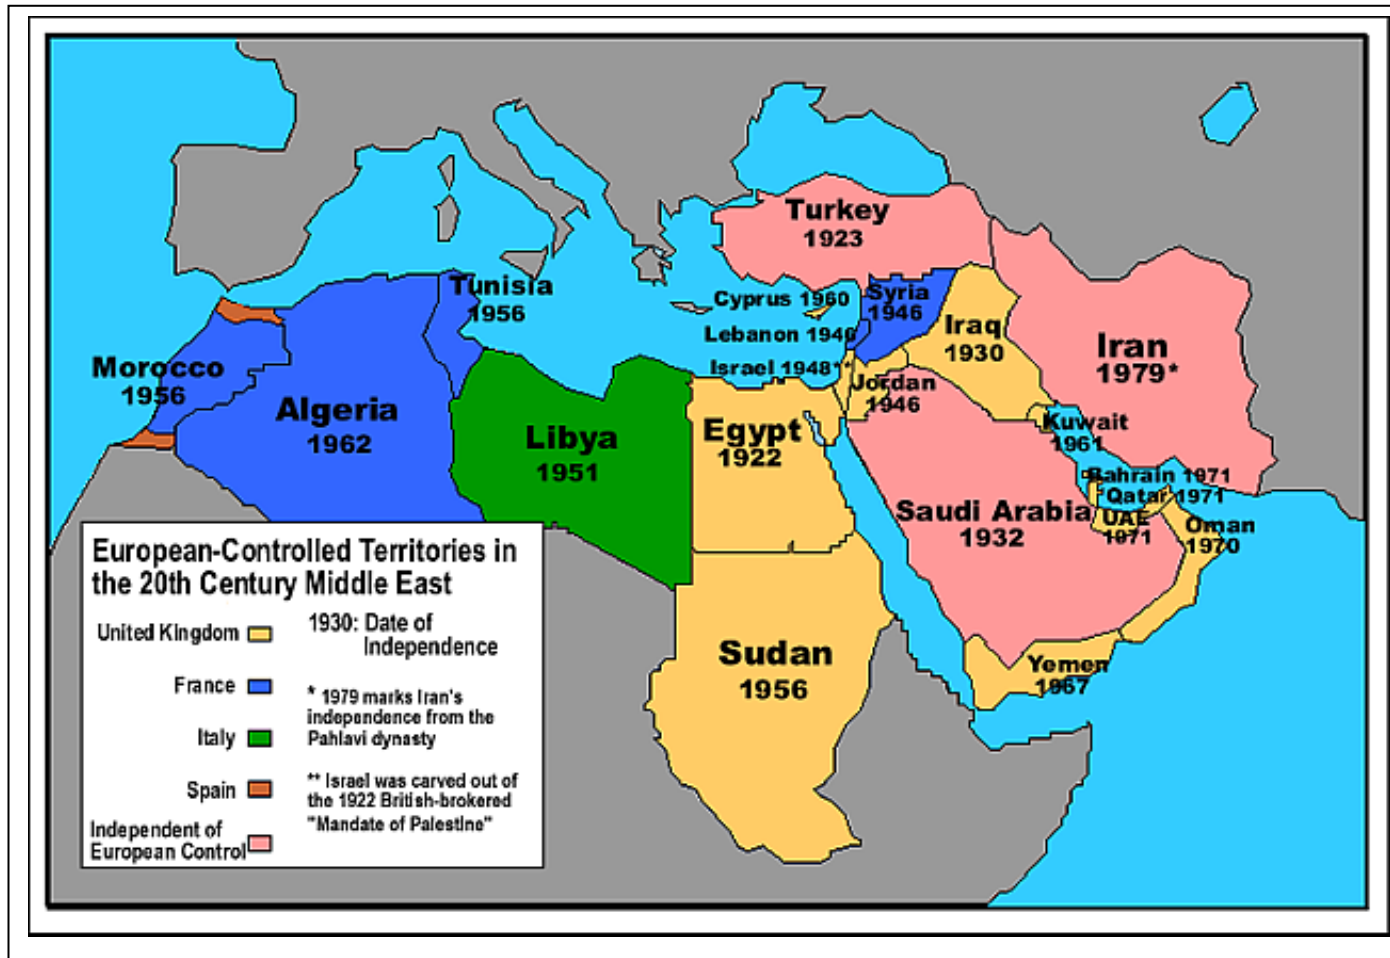 Turkey
1923
Tunisia
1956
Cyprus 1960
Syria
1946
Lebanon 1946
Iraq
1930
Iran
1979*
Morocco
1956
Israel 1948**
Jordan
1946
Algeria
1962
Libya
1951
Egypt
1922
Kuwait
1961
Bahrain 1971
Qatar 1971
Saudi Arabia
1932
UAE
1971
Oman
1970
Sudan
1956
Yemen
1967
European-Controlled Territories in
the 20th Century Middle East
United Kingdom
France
Italy
Spain
Independent of
European Control
1930: Date of
Independence
* 1979 marks Iran's
independence from the
Pahlavi dynasty
** Israel was carved out of
the 1922 British-brokered
"Mandate of Palestine"